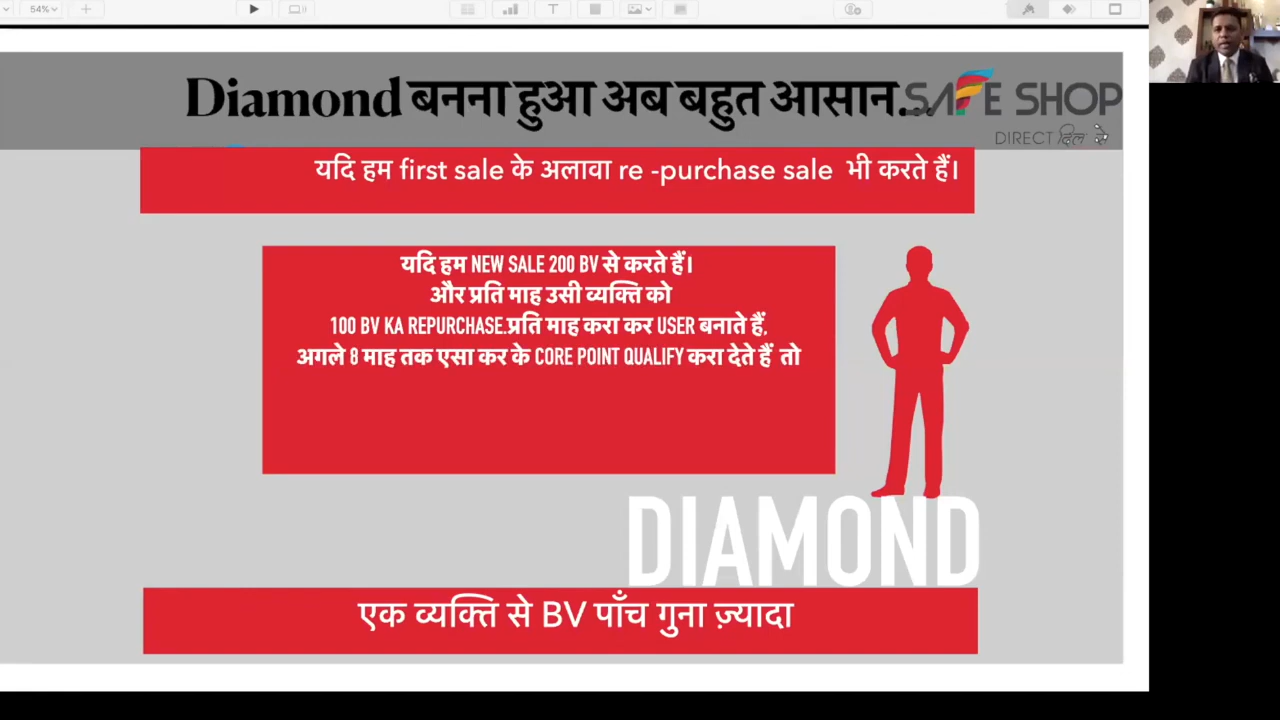 54%
Diamond बनना हुआ अब बहुत आसान...
SAFE SHOP
DIRECT दिल से
यदि हम first sale के अलावा re -purchase sale भी करते हैं।
यदि हम NEW SALE 200 BV से करते हैं।
और प्रति माह उसी व्यक्ति को
100 BV KA REPURCHASE.प्रति माह करा कर USER बनाते हैं.
अगले 8 माह तक एसा कर के CORE POINT QUALIFY करा देते हैं तो
DIAMOND
एक व्यक्ति से BV पाँच गुना ज़्यादा